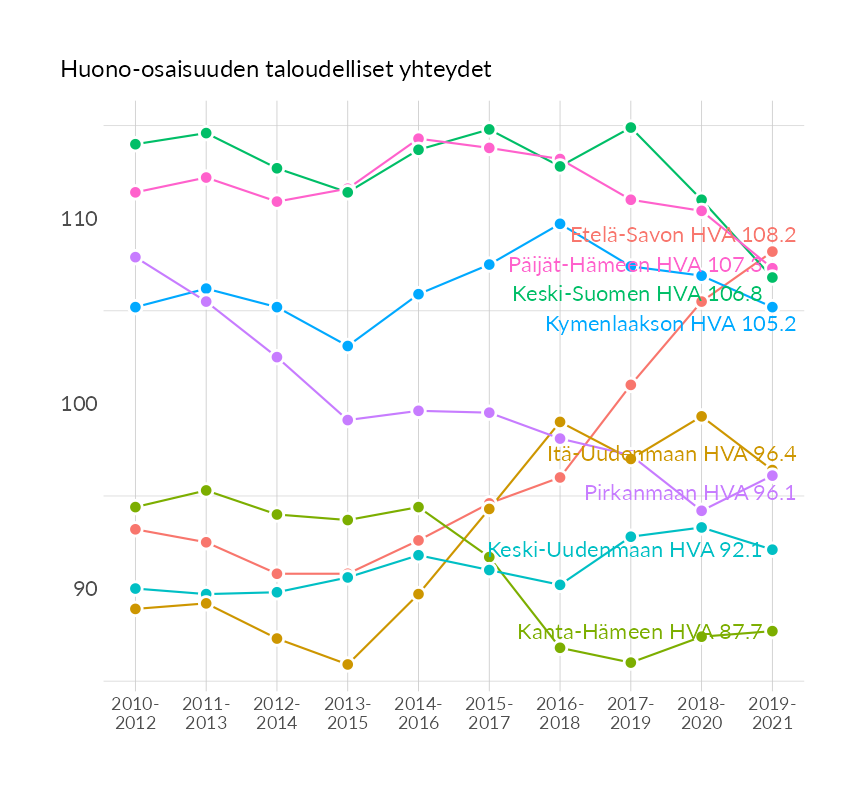 Huono-osaisuuden taloudelliset yhteydet
110
100
90
Etelä-Savon HVA 108.2
Päijät-Hämeen HVA 107.3
Keski-Suomen HVA 106.8
Kymenlaakson HVA 105.2
Itä-Uudenmaan HVA 96.4
Pirkanmaan HVA 96.1
Keski-Uudenmaan HVA 92.1
Kanta-Hämeen HVA 87.7
2010-
2012
2011-
2013
2012-
2014
2013-
2015
2014-
2016
2015-
2017
2016-
2018
2017-
2019
2018-
2020
2019-
2021